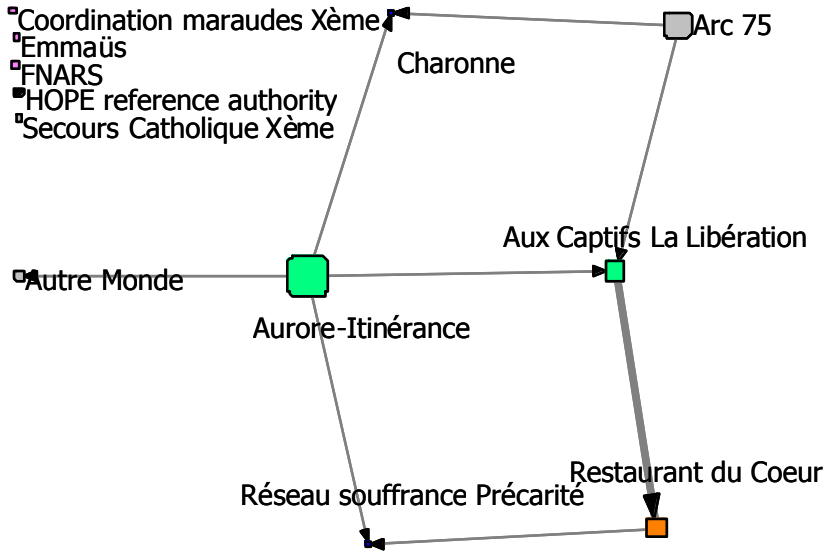 Coordination maraudes Xème
Emmaüs
FNARS
HOPE reference authority
Secours Catholique Xème
Arc 75
Charonne
Aux Captifs La Libération
Autre Monde
Aurore-Itinérance
Restaurant du Coeur
Réseau souffrance Précarité